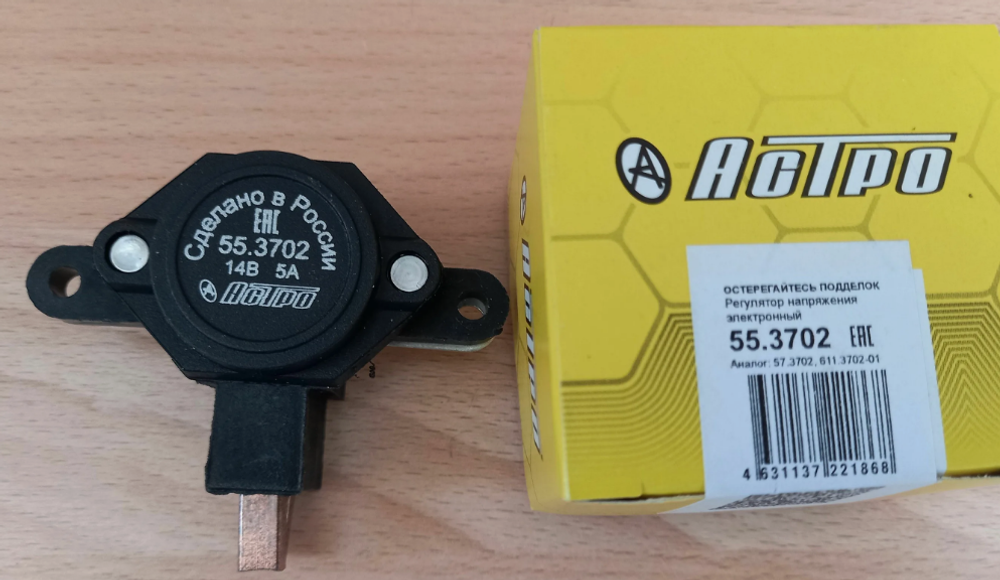 Сделано в России
ЕАС
55.3702
14В 5А
АсТро
АсТро
ОСТЕРЕГАЙТЕСЬ ПОДДЕЛОК
Регулятор напряжения
электронный
55.3702 ЕАС
Аналог: 57.3702, 611.3702-01
4 631137 221868